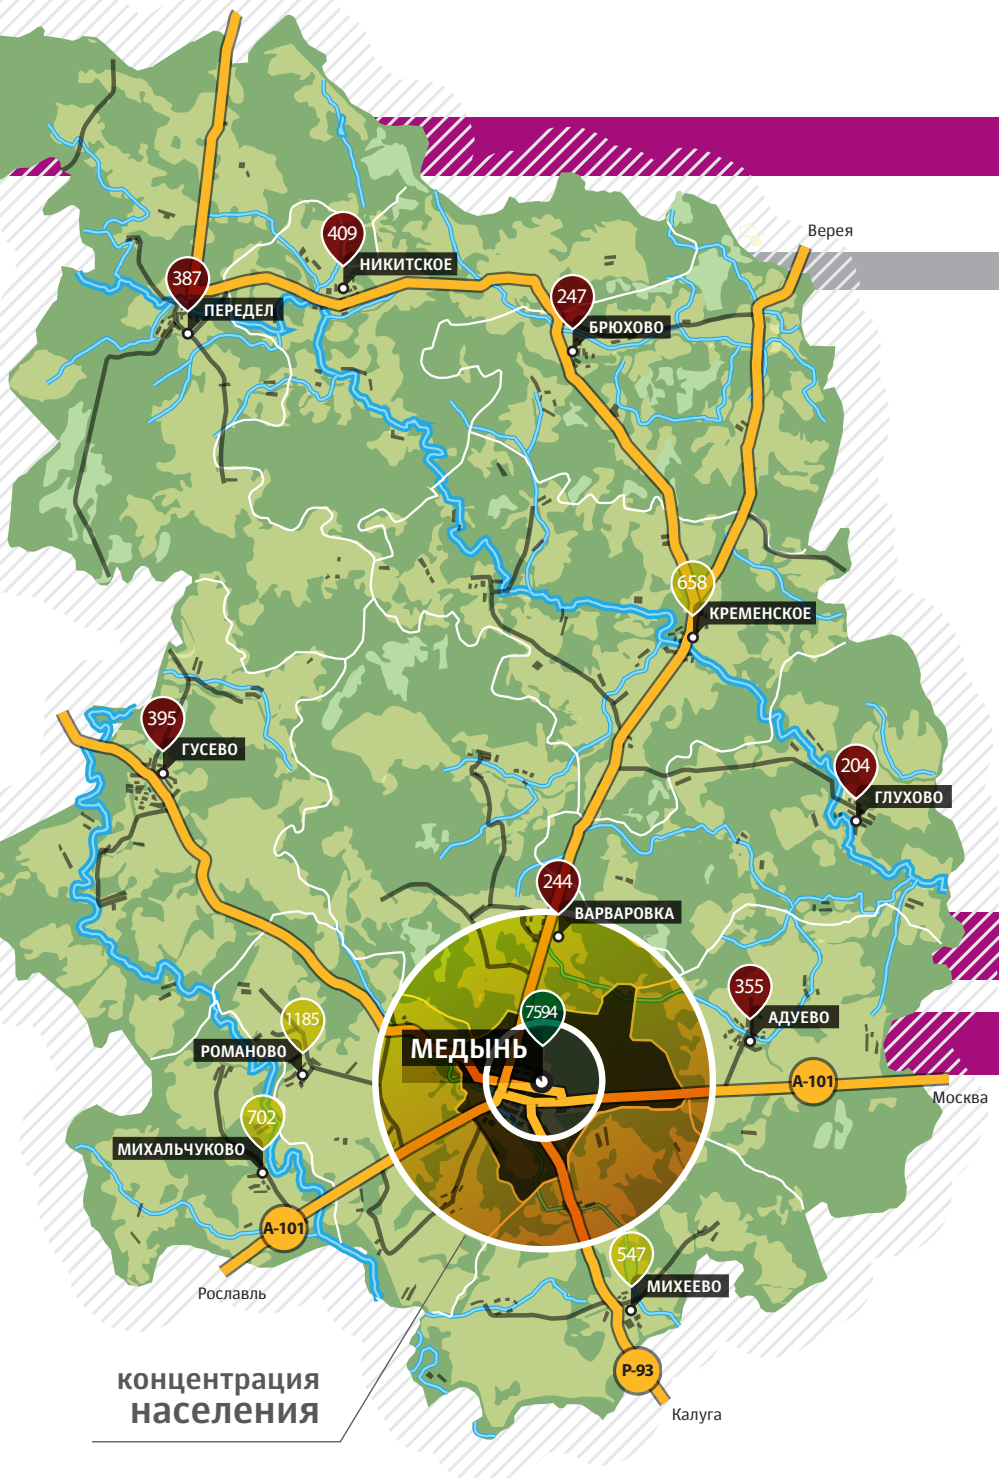 Верея
409
НИКИТСКОЕ
387
ПЕРЕДЕЛ
247
БРЮХОВО
658
КРЕМЕНСКОЕ
395
ГУСЕВО
204
ГЛУХОВО
244
ВАРВАРОВКА
355
АДУЕВО
7594
МЕДЫНЬ
1185
РОМАНОВО
А-101
Москва
702
МИХАЛЬЧУКОВО
А-101
Рославль
547
МИХЕЕВО
Р-93
Калуга
концентрация
населения